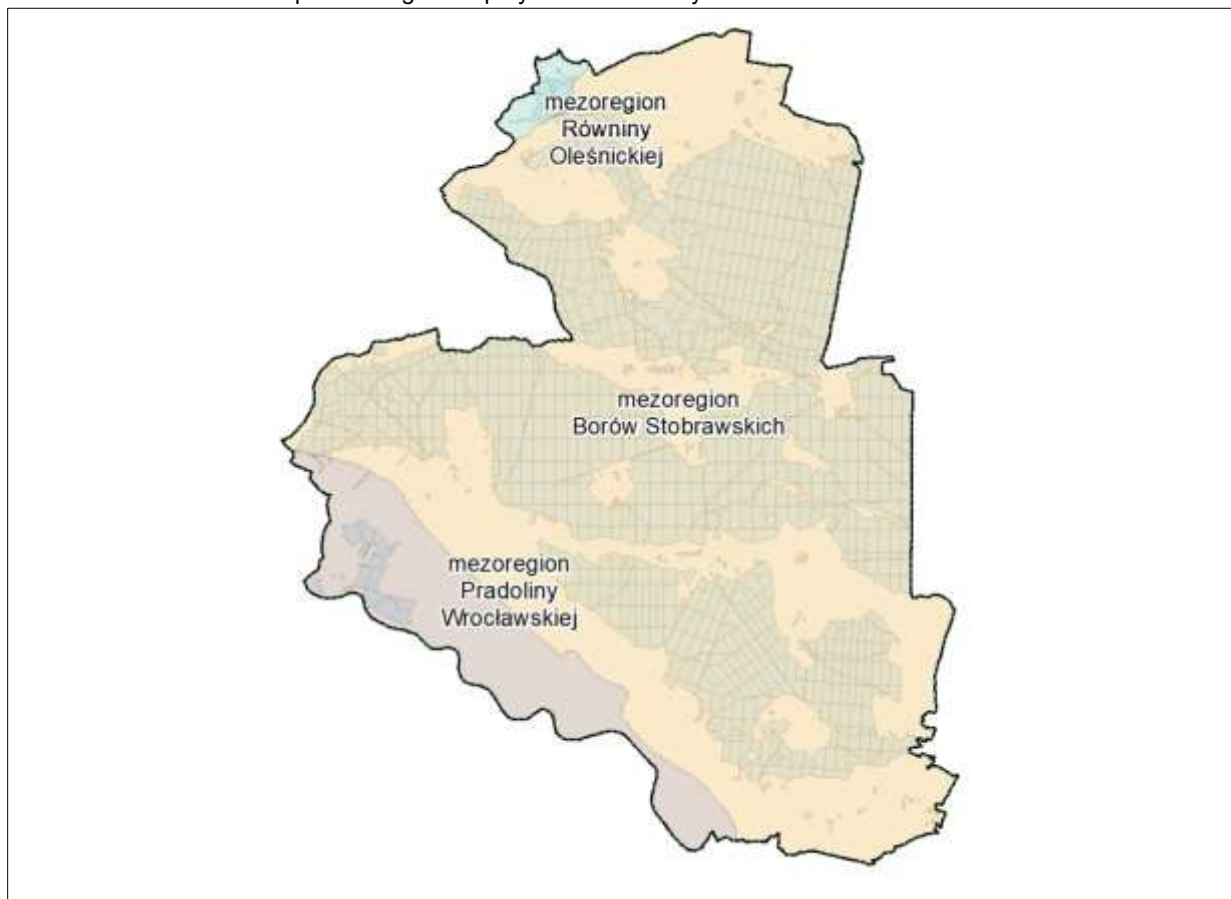 mezoregion
Równiny
Oleśnickiej
mezoregion
Borów Stobrawskich
mezoregion
Pradoliny
Wrocławskiej